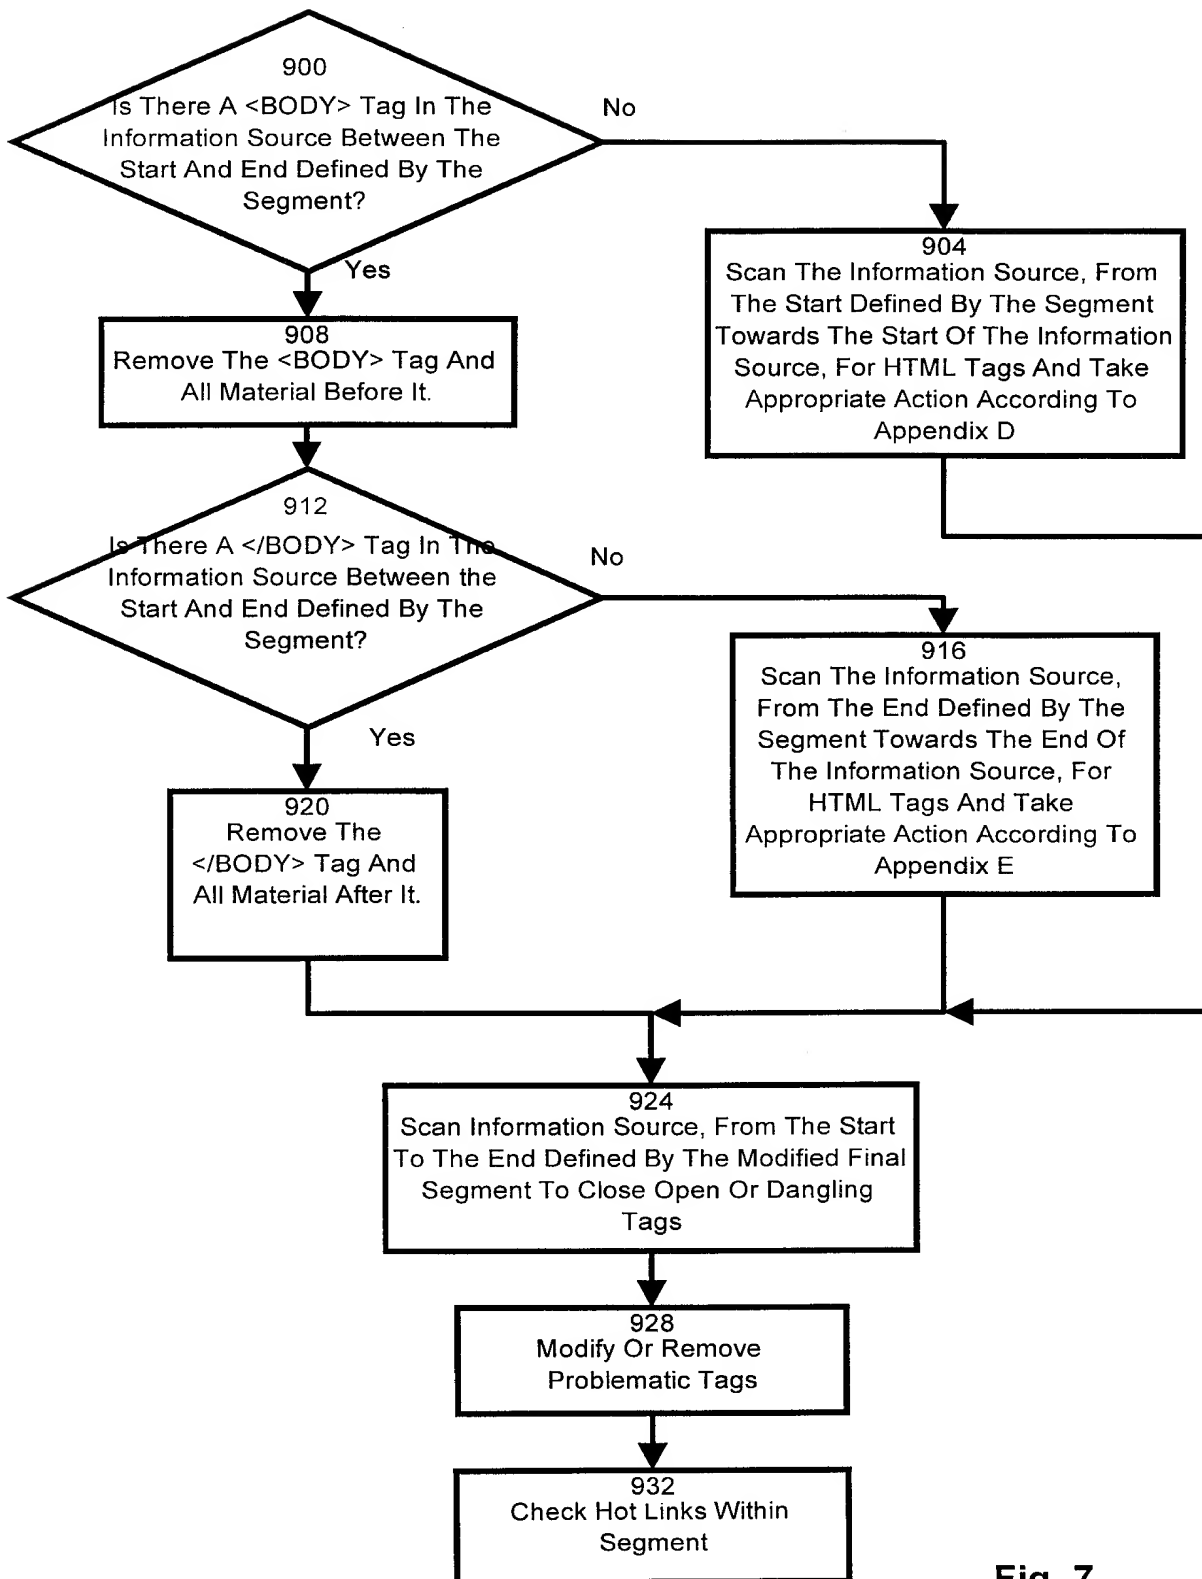 900
Is There A <BODY> Tag In The
Information Source Between The
Start And End Defined By The
Segment?
No
Yes
904
Scan The Information Source, From
The Start Defined By The Segment
Towards The Start Of The Information
Source, For HTML Tags And Take
Appropriate Action According To
Appendix D
908
Remove The <BODY> Tag And
All Material Before It.
912
Is There A </BODY> Tag In The
Information Source Between the
Start And End Defined By The
Segment?
No
Yes
916
Scan The Information Source,
From The End Defined By The
Segment Towards The End Of
The Information Source, For
HTML Tags And Take
Appropriate Action According To
Appendix E
920
Remove The
</BODY> Tag And
All Material After It.
924
Scan Information Source, From The Start
To The End Defined By The Modified Final
Segment To Close Open Or Dangling
Tags
928
Modify Or Remove
Problematic Tags
932
Check Hot Links Within
Segment
Fig. 7